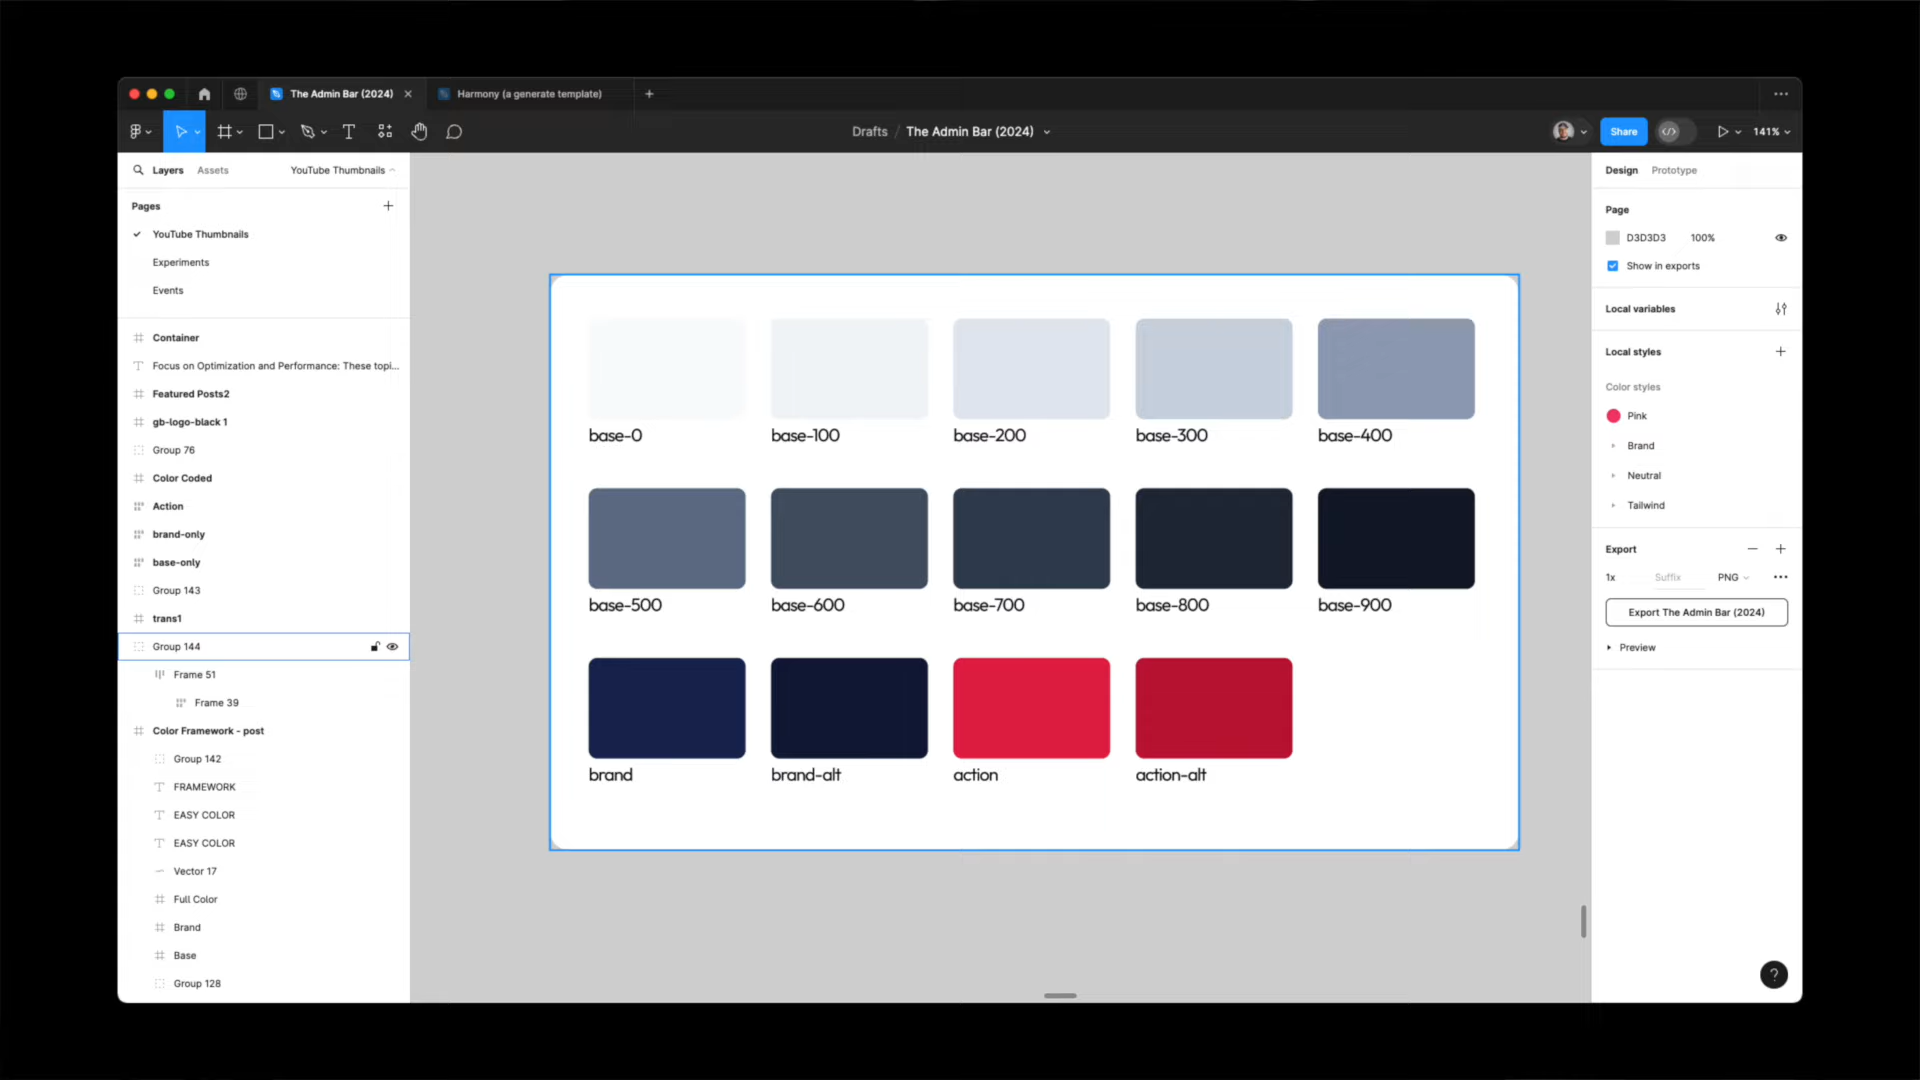 The Admin Bar (2024)
Harmony (a generate template)
Drafts / The Admin Bar (2024)
Share
141%
Layers
Assets
YouTube Thumbnails
Pages
YouTube Thumbnails
Experiments
Events
Container
Focus on Optimization and Performance: These topi...
Featured Posts2
gb-logo-black 1
Group 76
Color Coded
Action
brand-only
base-only
Group 143
trans1
Group 144
Frame 51
Frame 39
Color Framework - post
Group 142
FRAMEWORK
EASY COLOR
EASY COLOR
Vector 17
Full Color
Brand
Base
Group 128
base-0
base-100
base-200
base-300
base-400
base-500
base-600
base-700
base-800
base-900
brand
brand-alt
action
action-alt
Design
Prototype
Page
D3D3D3
100%
Show in exports
Local variables
Local styles
Color styles
Pink
Brand
Neutral
Tailwind
Export
1x
Suffix
PNG
Export The Admin Bar (2024)
Preview
?